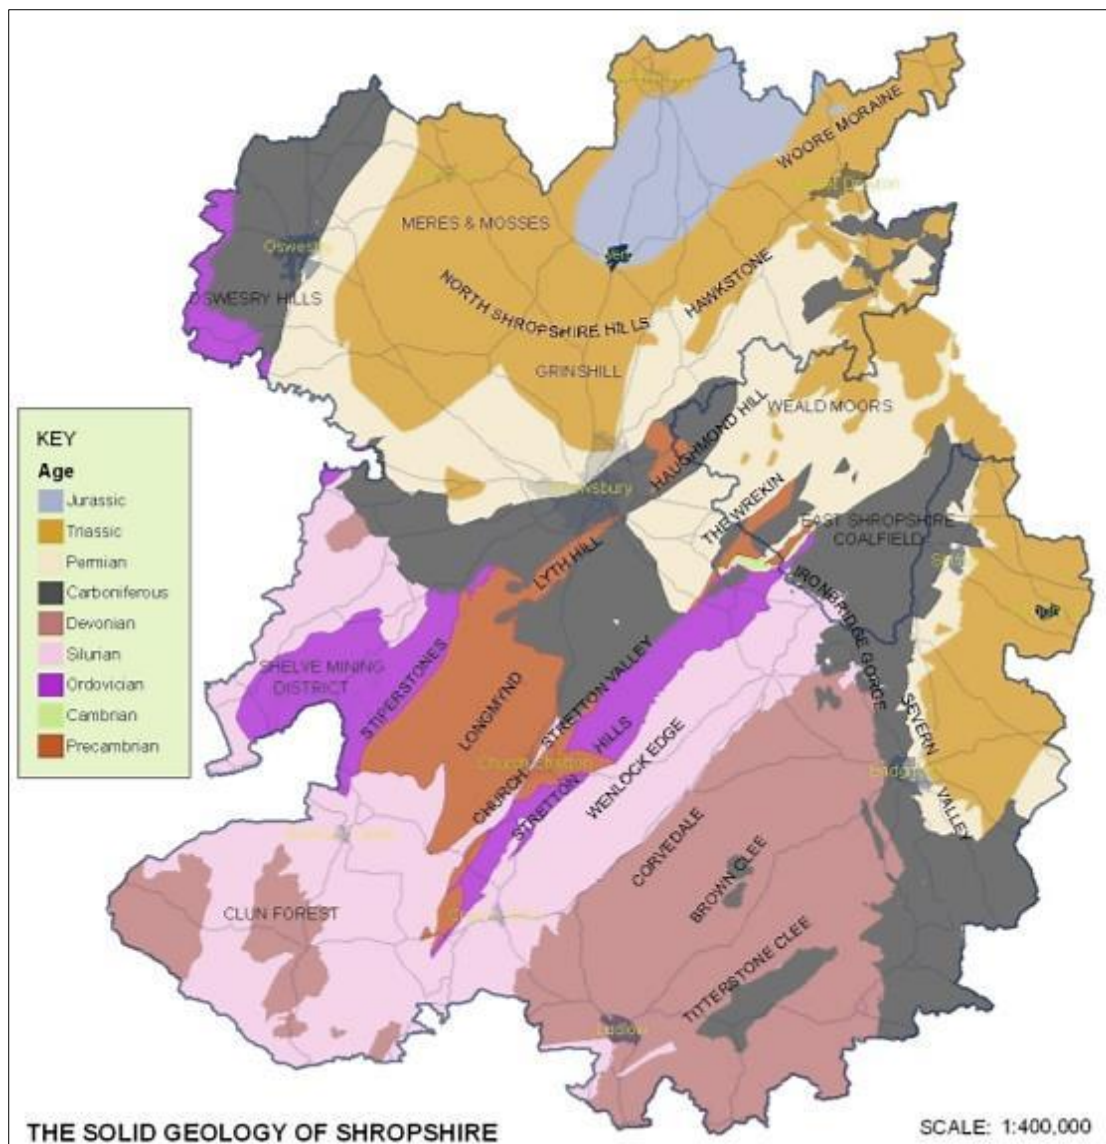 WOORE MORAINE
MERES & MOSSES
Oswestry
OSWESRY HILLS
NORTH SHROPSHIRE HILLS
HAWKSTONE
GRINSHILL
WEALD MOORS
HAUGHMOND HILL
KEY
Age
Jurassic
Triassic
Permian
Carboniferous
Devonian
Silurian
Ordovician
Cambrian
Precambrian
THE WREKIN
EAST SHROPSHIRE
COALFIELD
LYTH HILL
IRONBRIDGE GORGE
SHELVE MINING
DISTRICT
STIPERSTONES
LONGMYND
CHURCH STRETTON VALLEY
Church Stretton
STRETTON HILLS
WENLOCK EDGE
SEVERN VALLEY
CORVEDALE
BROWN CLEE
CLUN FOREST
TITTERSTONE CLEE
Ludlow
THE SOLID GEOLOGY OF SHROPSHIRE
SCALE: 1:400,000